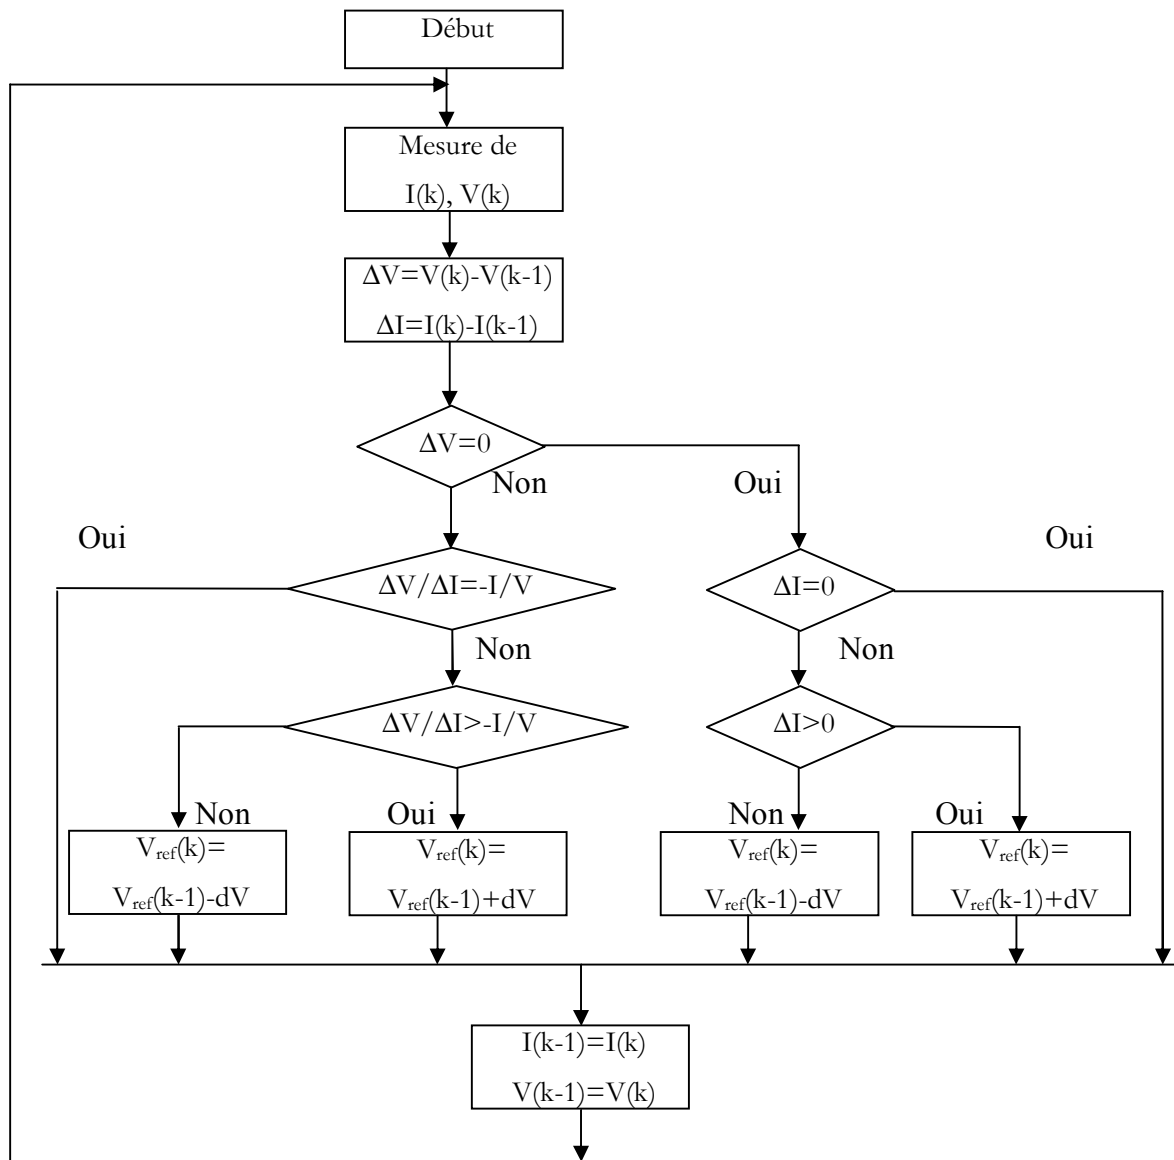 Début
Mesure de
I(k), V(k)
ΔV=V(k)-V(k-1)
ΔI=I(k)-I(k-1)
ΔV=0
Non
Oui
Oui
Oui
ΔV/ΔI=-I/V
ΔI=0
Non
Non
ΔV/ΔI>-I/V
ΔI>0
Non
Oui
Non
Oui
Vref(k)=
Vref(k-1)-dV
Vref(k)=
Vref(k-1)+dV
Vref(k)=
Vref(k-1)-dV
Vref(k)=
Vref(k-1)+dV
I(k-1)=I(k)
V(k-1)=V(k)